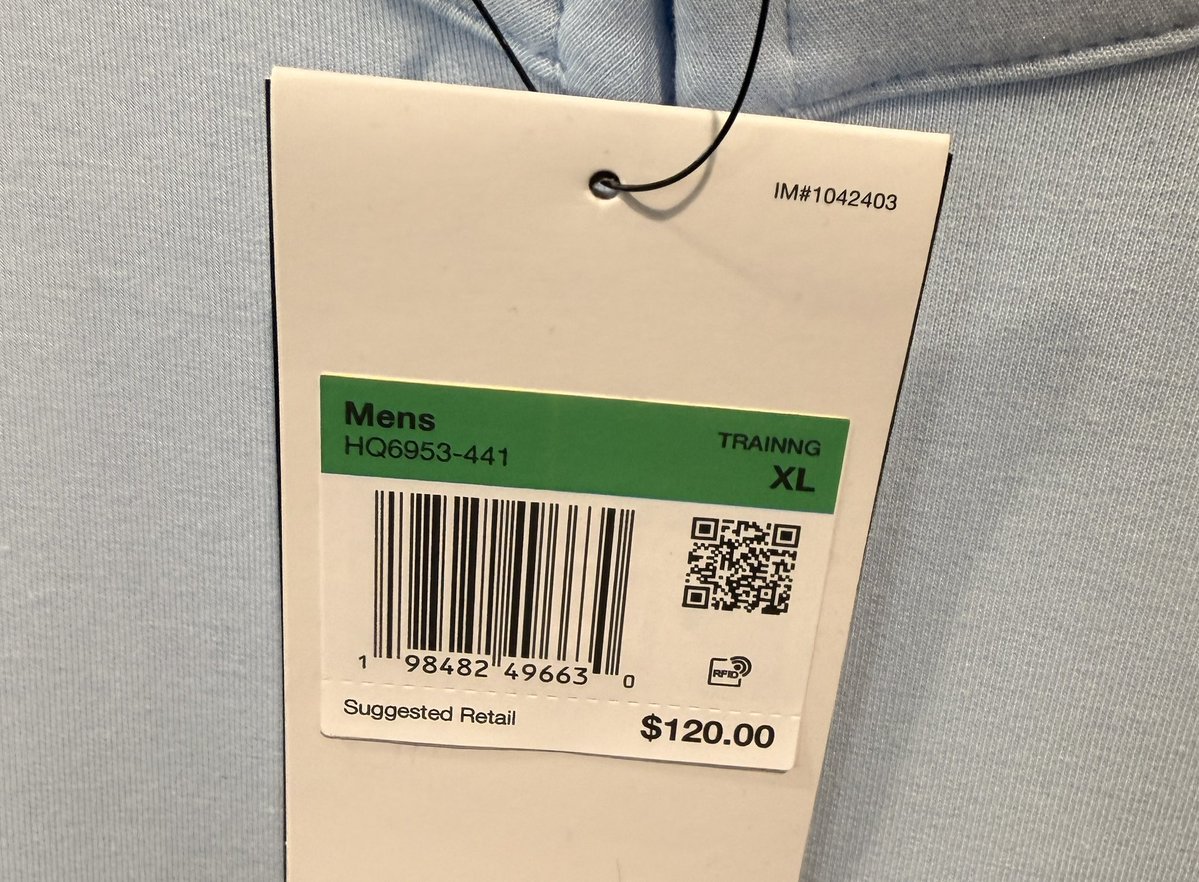 IM#1042403
Mens
TRAINNG
HQ6953-441
XL
1 98482 49663 0
RFID
Suggested Retail
$120.00